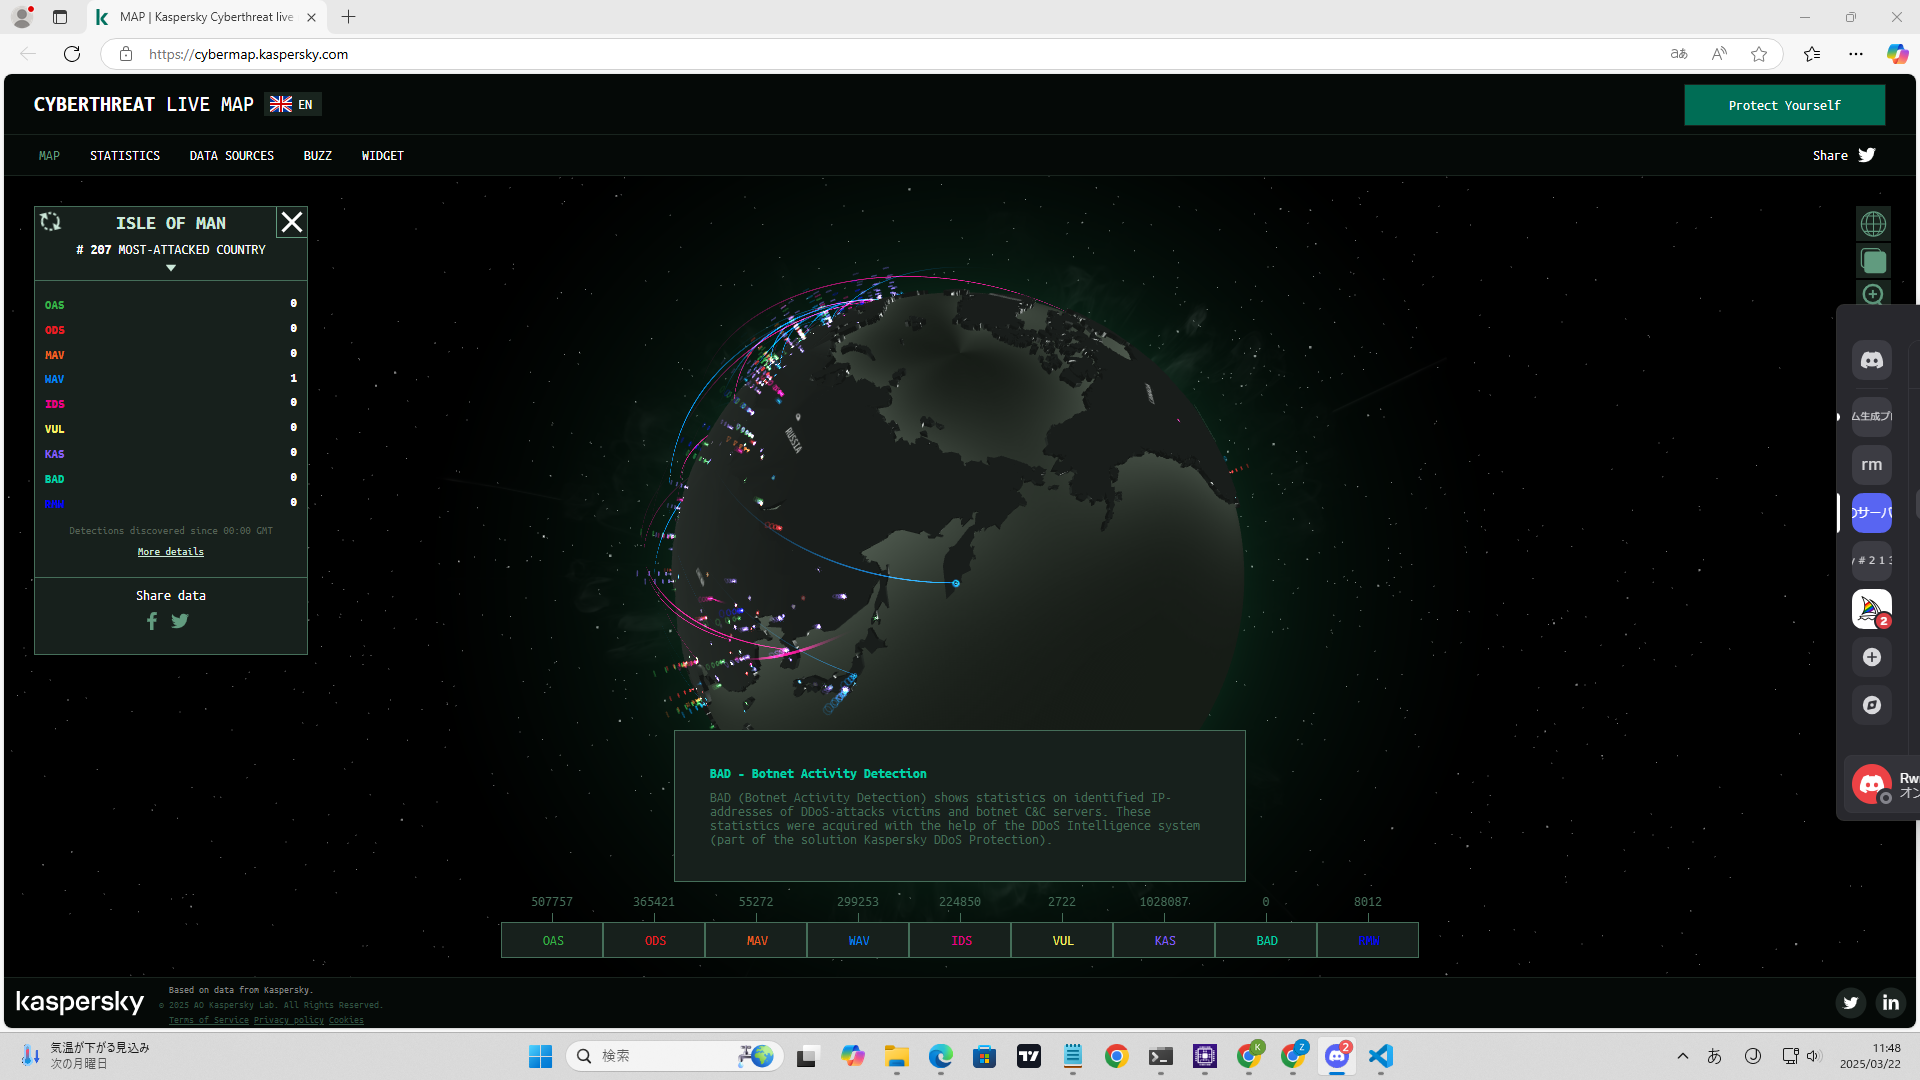 MAP | Kaspersky Cyberthreat live
https://cybermap.kaspersky.com
aあ
CYBERTHREAT LIVE MAP EN
Protect Yourself
MAP STATISTICS DATA SOURCES BUZZ WIDGET
Share
ISLE OF MAN
# 207 MOST-ATTACKED COUNTRY
OAS 0
ODS 0
MAV 0
WAV 1
IDS 0
VUL 0
KAS 0
BAD 0
RMW 0
Detections discovered since 00:00 GMT
More details
Share data
RUSSIA
ム生成プ
rm
のサーバ
y # 2 1 3
2
Rw
オン
BAD - Botnet Activity Detection
BAD (Botnet Activity Detection) shows statistics on identified IP-
addresses of DDoS-attacks victims and botnet C&C servers. These
statistics were acquired with the help of the DDoS Intelligence system
(part of the solution Kaspersky DDoS Protection).
507757 365421 55272 299253 224850 2722 1028087 0 8012
OAS ODS MAV WAV IDS VUL KAS BAD RMW
kaspersky
Based on data from Kaspersky.
© 2025 AO Kaspersky Lab. All Rights Reserved.
Terms of Service Privacy policy Cookies
気温が下がる見込み
次の月曜日
検索
K
Z
2
あ
11:48
2025/03/22